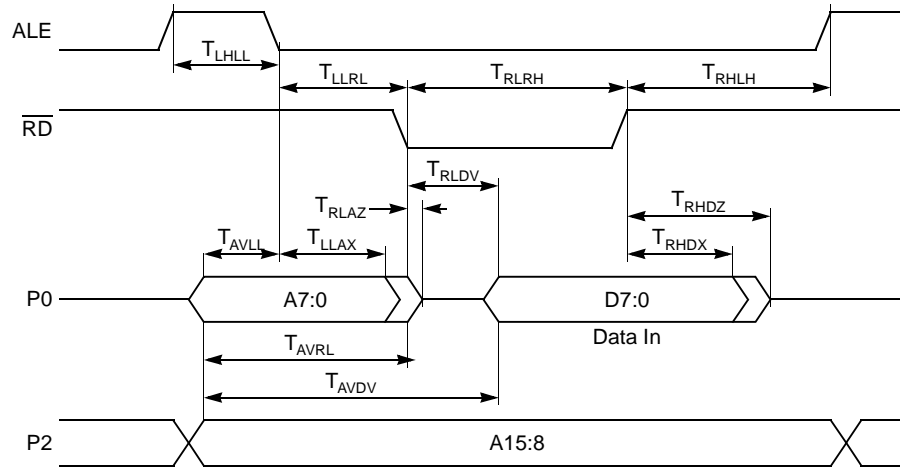 ALE
TLHLL
TLLRL
TRLRH
TRHLH
RD
TRLDV
TRLAZ
TRHDZ
TAVLL
TLLAX
TRHDX
P0
A7:0
D7:0
Data In
TAVRL
TAVDV
P2
A15:8